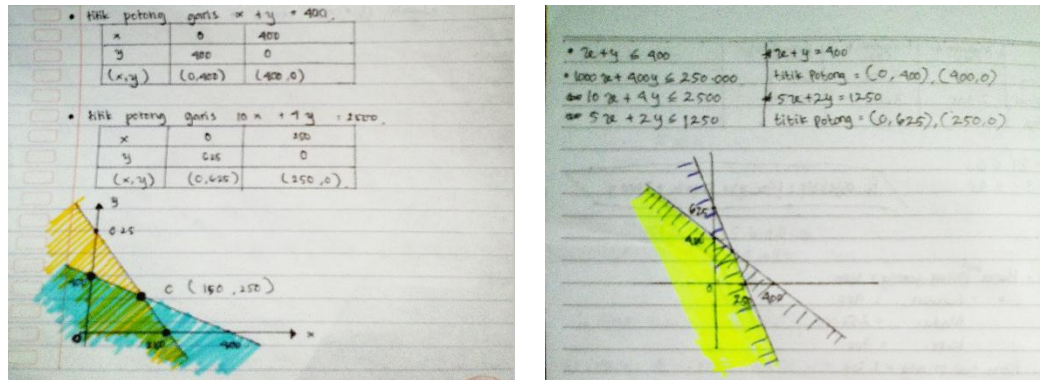 • titik potong garis x + y = 400.
x 0 400
y 400 0
(x,y) (0,400) (400,0)
• titik potong garis 10x + 4y = 2500.
x 0 250
y 625 0
(x,y) (0,625) (250,0)
y
625
400
C (150, 250)
0
250
400
x
• x+y ≤ 400
• 1000x + 400y ≤ 250.000
10x + 4y ≤ 2500
5x + 2y ≤ 1250
x+y = 400
titik potong = (0, 400), (400,0)
5x+2y = 1250
titik potong = (0,625), (250,0)
625
400
0
250
400